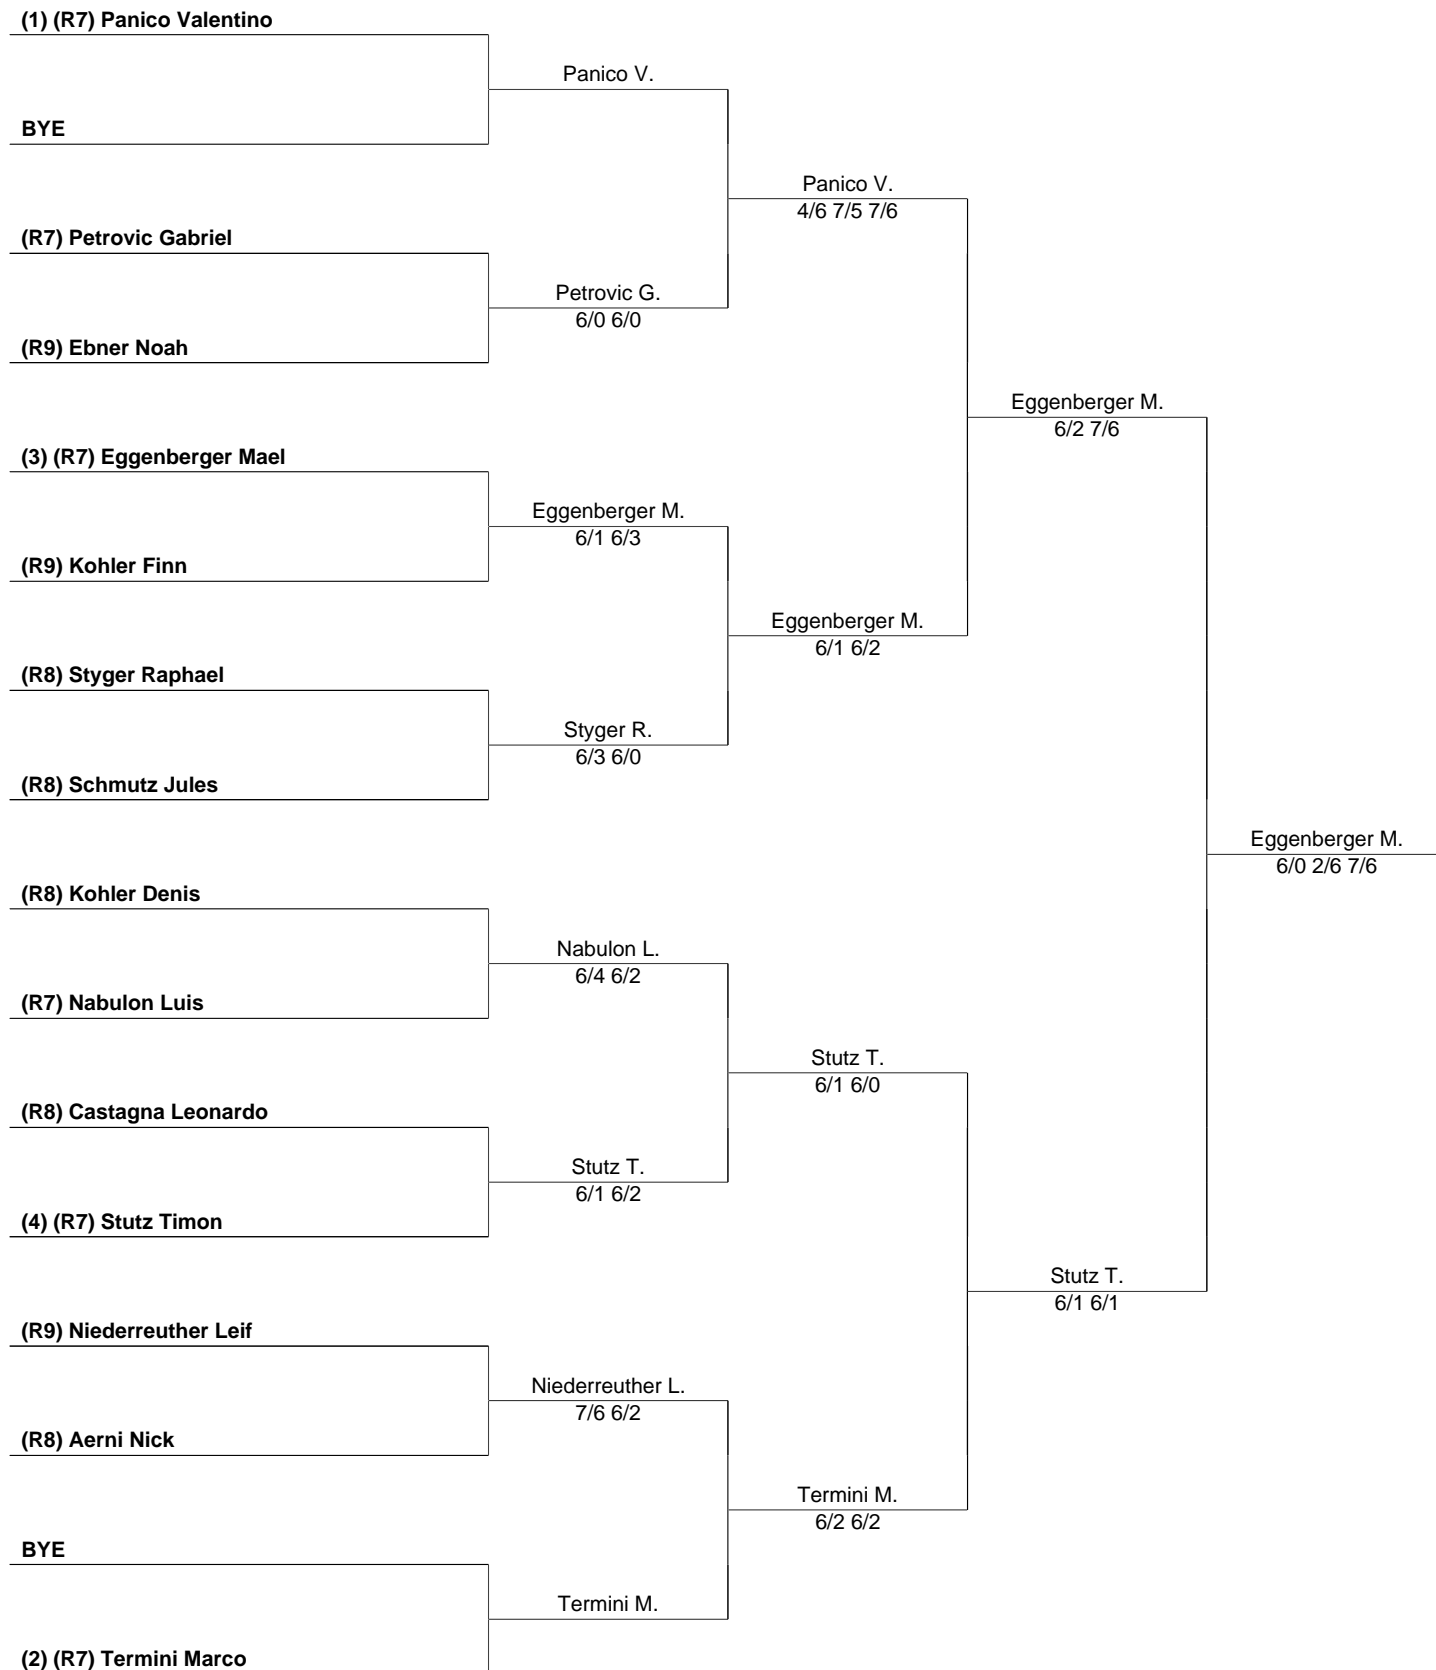 (1) (R7) Panico Valentino
Panico V.
BYE
Panico V.
4/6 7/5 7/6
(R7) Petrovic Gabriel
Petrovic G.
6/0 6/0
(R9) Ebner Noah
Eggenberger M.
6/2 7/6
(3) (R7) Eggenberger Mael
Eggenberger M.
6/1 6/3
(R9) Kohler Finn
Eggenberger M.
6/1 6/2
(R8) Styger Raphael
Styger R.
6/3 6/0
(R8) Schmutz Jules
Eggenberger M.
6/0 2/6 7/6
(R8) Kohler Denis
Nabulon L.
6/4 6/2
(R7) Nabulon Luis
Stutz T.
6/1 6/0
(R8) Castagna Leonardo
Stutz T.
6/1 6/2
(4) (R7) Stutz Timon
Stutz T.
6/1 6/1
(R9) Niederreuther Leif
Niederreuther L.
7/6 6/2
(R8) Aerni Nick
Termini M.
6/2 6/2
BYE
Termini M.
(2) (R7) Termini Marco